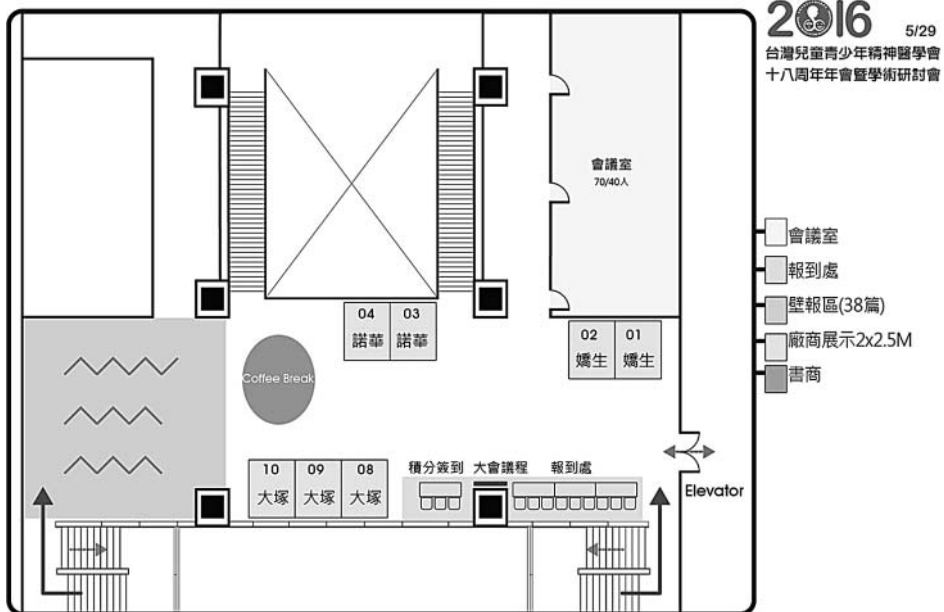 2016 5/29
台灣兒童青少年精神醫學會
十八周年年會暨學術研討會
會議室
70/40人
會議室
報到處
壁報區(38篇)
廠商展示2x2.5M
書商
04 03
諾華 諾華
02 01
嬌生 嬌生
Coffee Break
10 09 08
大塚 大塚 大塚
積分簽到 大會議程 報到處
Elevator